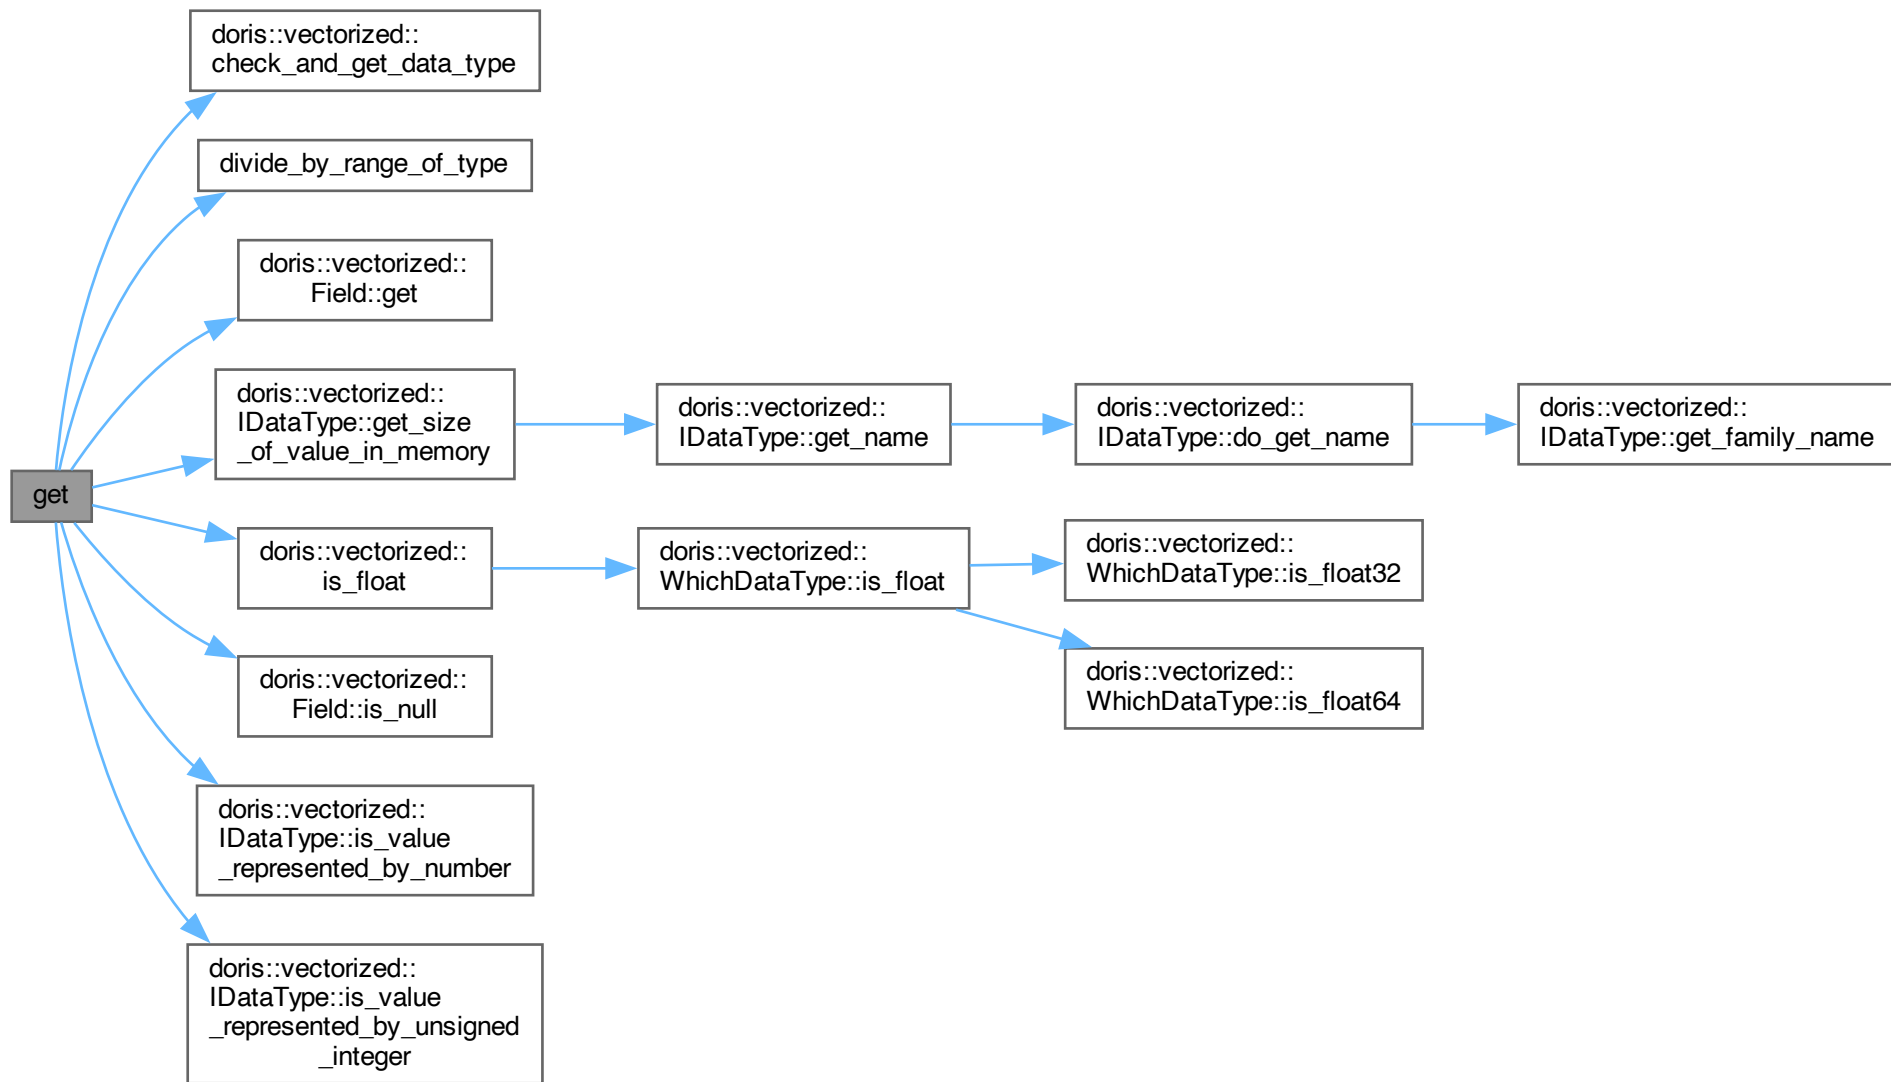 doris::vectorized::
check_and_get_data_type
divide_by_range_of_type
doris::vectorized::
Field::get
doris::vectorized::
IDataType::get_size
_of_value_in_memory
doris::vectorized::
IDataType::get_name
doris::vectorized::
IDataType::do_get_name
doris::vectorized::
IDataType::get_family_name
get
doris::vectorized::
is_float
doris::vectorized::
WhichDataType::is_float
doris::vectorized::
WhichDataType::is_float32
doris::vectorized::
WhichDataType::is_float64
doris::vectorized::
Field::is_null
doris::vectorized::
IDataType::is_value
_represented_by_number
doris::vectorized::
IDataType::is_value
_represented_by_unsigned
_integer